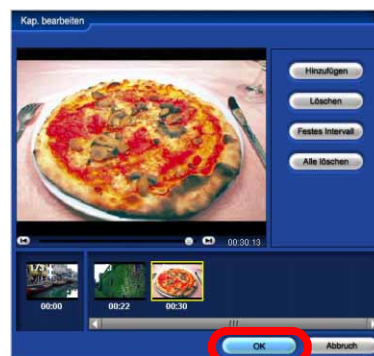 Kap. bearbeiten
Hinzufügen
Löschen
Festes Intervall
Alle löschen
00:30:13
1/3
00:00
00:22
00:30
OK
Abbruch